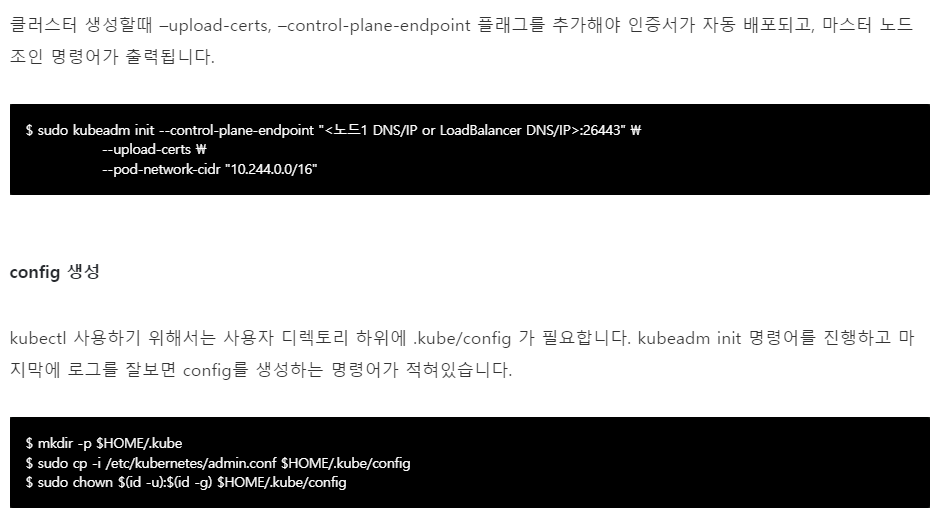 클러스터 생성할때 –upload-certs, –control-plane-endpoint 플래그를 추가해야 인증서가 자동 배포되고, 마스터 노드
조인 명령어가 출력됩니다.
$ sudo kubeadm init --control-plane-endpoint "<노드1 DNS/IP or LoadBalancer DNS/IP>:26443" ₩
--upload-certs ₩
--pod-network-cidr "10.244.0.0/16"
config 생성
kubectl 사용하기 위해서는 사용자 디렉토리 하위에 .kube/config 가 필요합니다. kubeadm init 명령어를 진행하고 마
지막에 로그를 잘보면 config를 생성하는 명령어가 적혀있습니다.
$ mkdir -p $HOME/.kube
$ sudo cp -i /etc/kubernetes/admin.conf $HOME/.kube/config
$ sudo chown $(id -u):$(id -g) $HOME/.kube/config